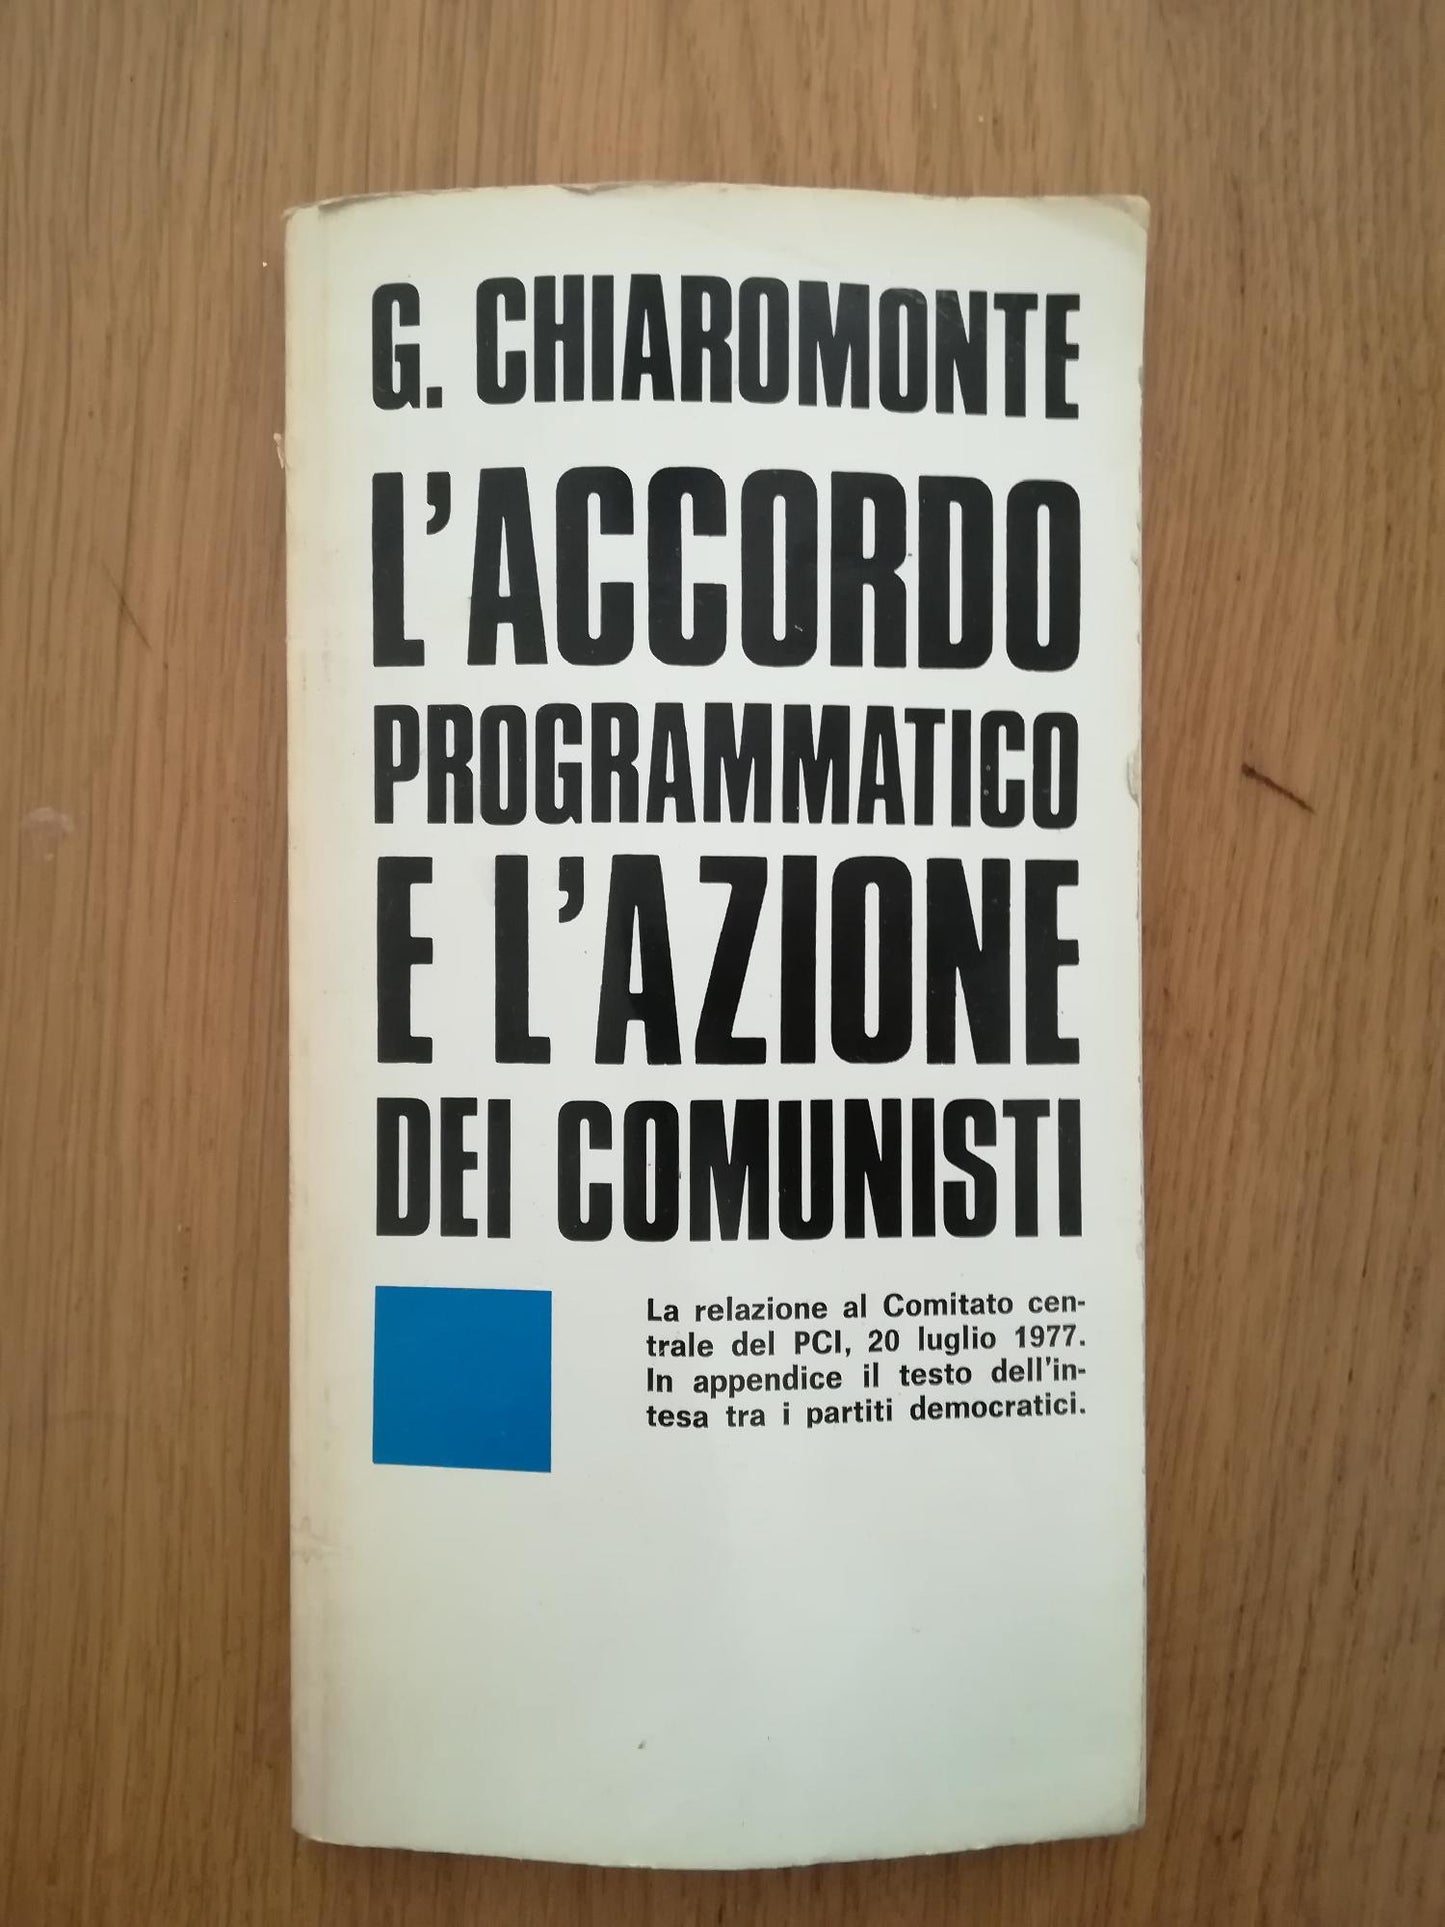 G. CHIAROMONTE
L'ACCORDO
PROGRAMMATICO
E L'AZIONE
DEI COMUNISTI
La relazione al Comitato cen-
trale del PCI, 20 luglio 1977.
In appendice il testo dell'in-
tesa tra i partiti democratici.